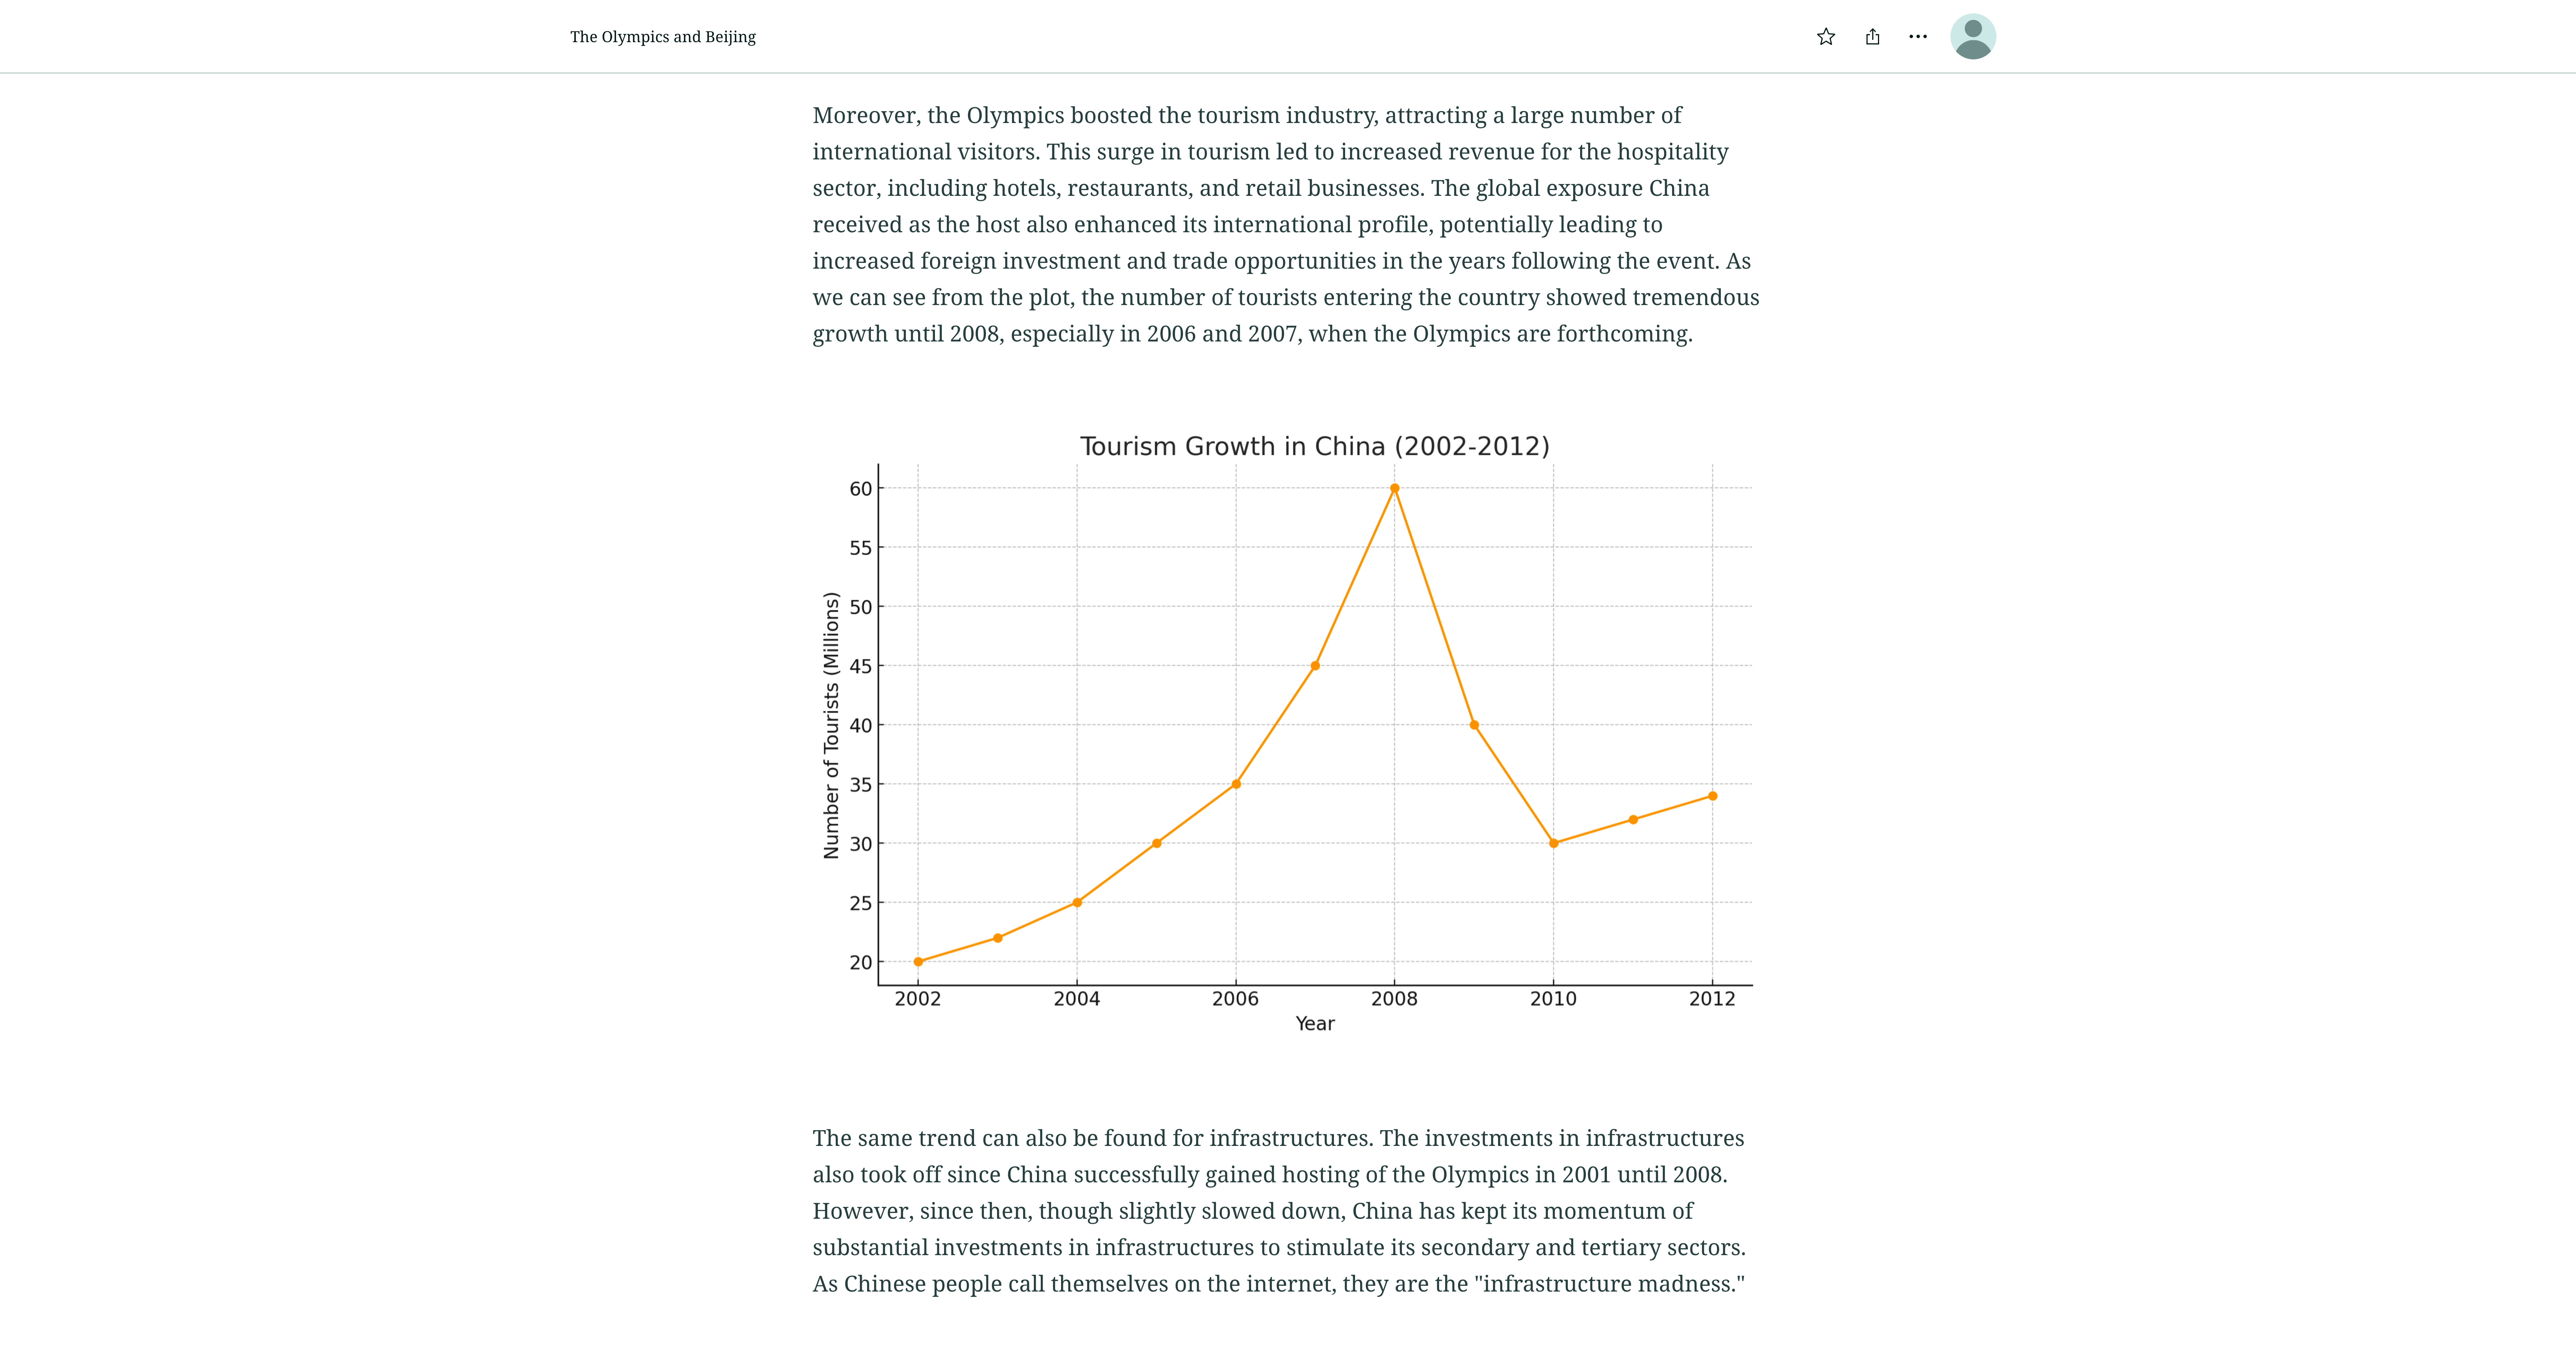 The Olympics and Beijing
Moreover, the Olympics boosted the tourism industry, attracting a large number of
international visitors. This surge in tourism led to increased revenue for the hospitality
sector, including hotels, restaurants, and retail businesses. The global exposure China
received as the host also enhanced its international profile, potentially leading to
increased foreign investment and trade opportunities in the years following the event. As
we can see from the plot, the number of tourists entering the country showed tremendous
growth until 2008, especially in 2006 and 2007, when the Olympics are forthcoming.
Tourism Growth in China (2002-2012)
Number of Tourists (Millions)
60
55
50
45
40
35
30
25
20
2002 2004 2006 2008 2010 2012
Year
The same trend can also be found for infrastructures. The investments in infrastructures
also took off since China successfully gained hosting of the Olympics in 2001 until 2008.
However, since then, though slightly slowed down, China has kept its momentum of
substantial investments in infrastructures to stimulate its secondary and tertiary sectors.
As Chinese people call themselves on the internet, they are the "infrastructure madness."